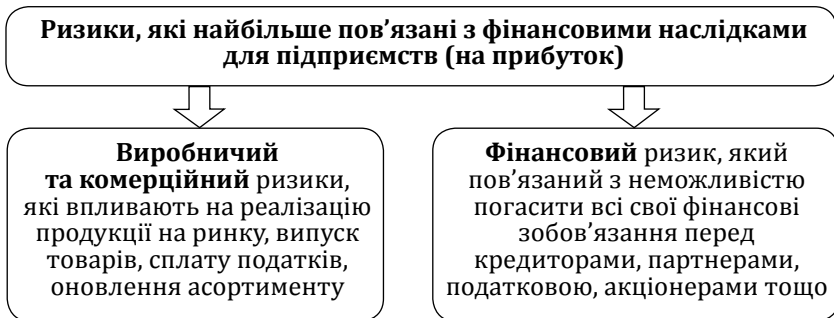 Ризики, які найбільше пов’язані з фінансовими наслідками
для підприємств (на прибуток)
Виробничий
та комерційний ризики,
які впливають на реалізацію
продукції на ринку, випуск
товарів, сплату податків,
оновлення асортименту
Фінансовий ризик, який
пов’язаний з неможливістю
погасити всі свої фінансові
зобов’язання перед
кредиторами, партнерами,
податковою, акціонерами тощо